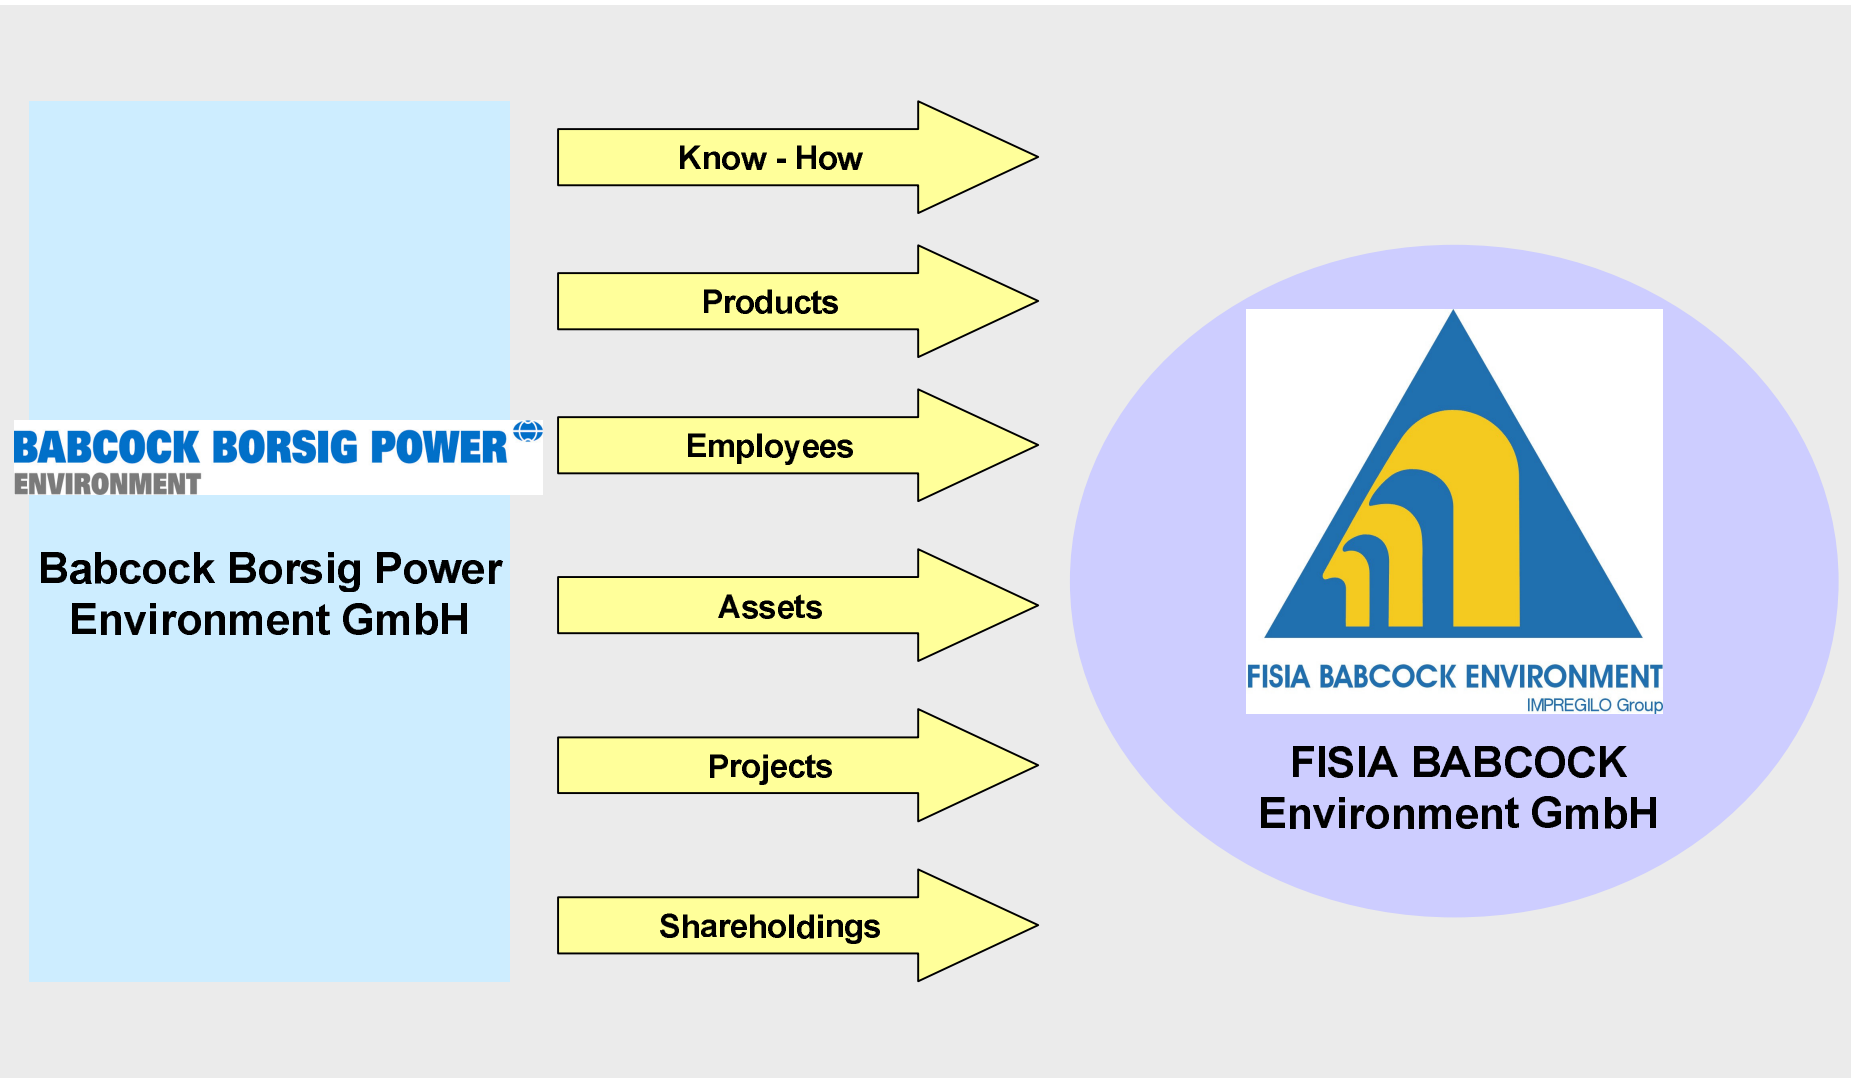 BABCOCK BORSIG POWER
ENVIRONMENT
Babcock Borsig Power
Environment GmbH
Know - How
Products
Employees
Assets
Projects
Shareholdings
FISIA BABCOCK ENVIRONMENT
IMPREGILO Group
FISIA BABCOCK
Environment GmbH